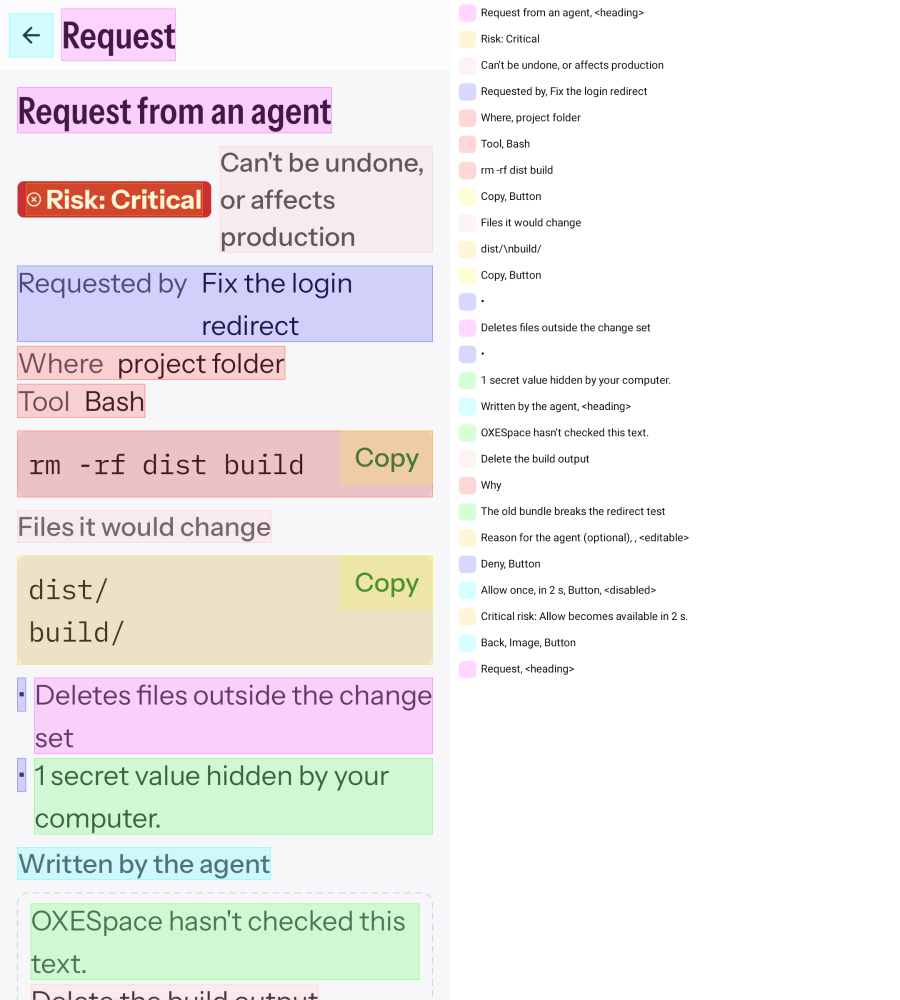 Request
Request from an agent
Risk: Critical
Can't be undone,
or affects
production
Requested by Fix the login
redirect
Where project folder
Tool Bash
rm -rf dist build
Copy
Files it would change
dist/
build/
Copy
• Deletes files outside the change
set
• 1 secret value hidden by your
computer.
Written by the agent
OXESpace hasn't checked this
text.
Delete the build output
Request from an agent, <heading>
Risk: Critical
Can't be undone, or affects production
Requested by, Fix the login redirect
Where, project folder
Tool, Bash
rm -rf dist build
Copy, Button
Files it would change
dist/\nbuild/
Copy, Button
•
Deletes files outside the change set
•
1 secret value hidden by your computer.
Written by the agent, <heading>
OXESpace hasn't checked this text.
Delete the build output
Why
The old bundle breaks the redirect test
Reason for the agent (optional), , <editable>
Deny, Button
Allow once, in 2 s, Button, <disabled>
Critical risk: Allow becomes available in 2 s.
Back, Image, Button
Request, <heading>